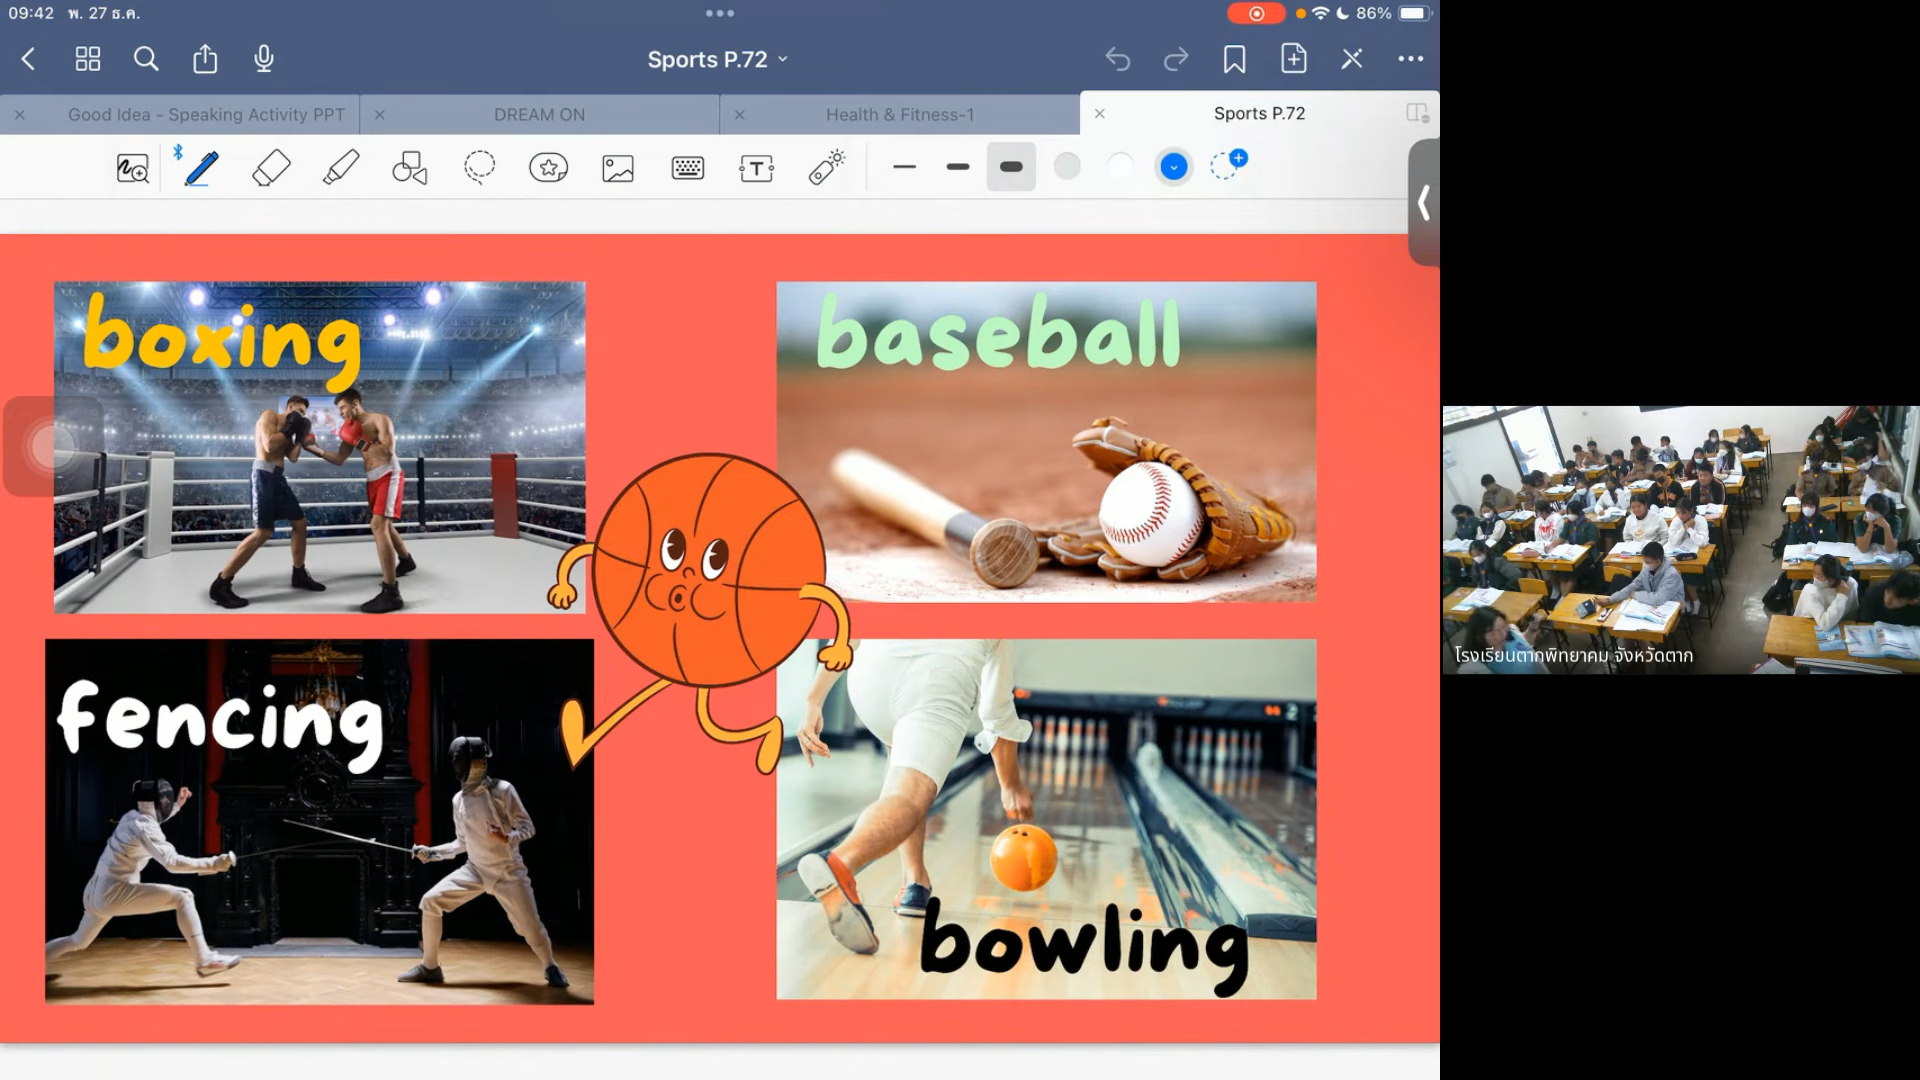 09:42 พ. 27 ธ.ค.
86%
Sports P.72
Good Idea - Speaking Activity PPT
DREAM ON
Health & Fitness-1
Sports P.72
T
boxing
baseball
fencing
bowling
โรงเรียนตากพิทยาคม จังหวัดตาก